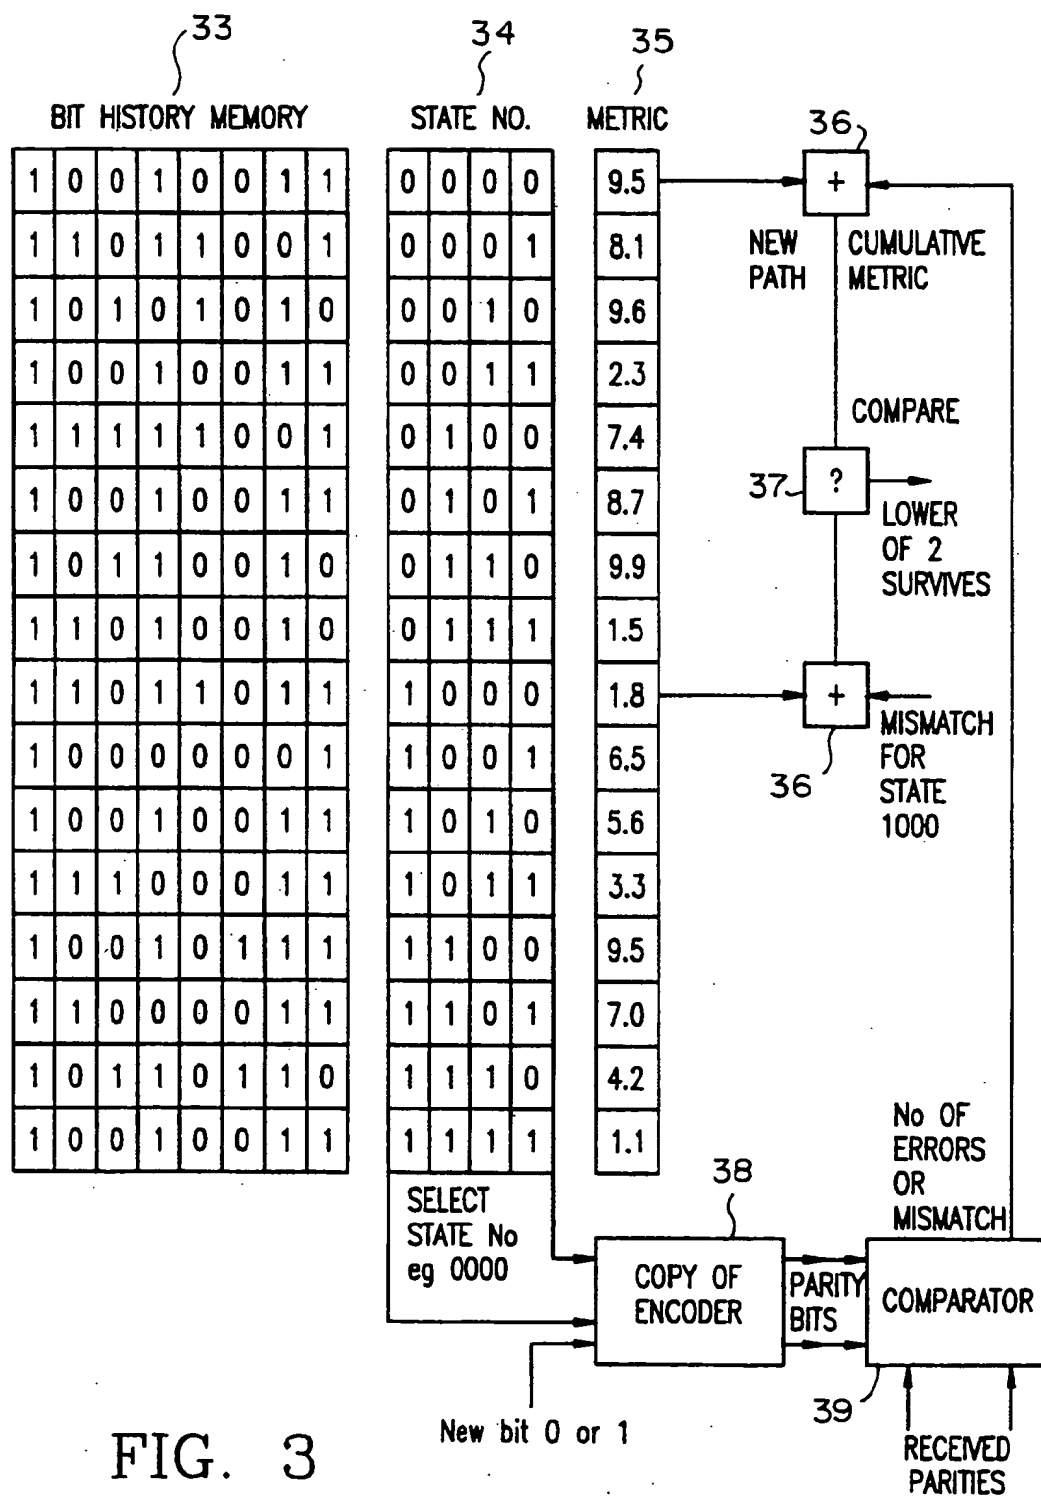 33
34
35
BIT HISTORY MEMORY
STATE NO.
METRIC
36
1 0 0 1 0 0 1 1 0 0 0 0 9.5 +
1 1 0 1 1 0 0 1 0 0 0 1 8.1
NEW PATH
CUMULATIVE METRIC
1 0 1 0 1 0 1 0 0 0 1 0 9.6
1 0 0 1 0 0 1 1 0 0 1 1 2.3
COMPARE
1 1 1 1 1 0 0 1 0 1 0 0 7.4
37 ?
1 0 0 1 0 0 1 1 0 1 0 1 8.7
LOWER
OF 2
SURVIVES
1 0 1 1 0 0 1 0 0 1 1 0 9.9
1 1 0 1 0 0 1 0 0 1 1 1 1.5
1 1 0 1 1 0 1 1 1 0 0 0 1.8 +
MISMATCH
FOR
STATE
1000
36
1 0 0 0 0 0 0 1 1 0 0 1 6.5
1 0 0 1 0 0 1 1 1 0 1 0 5.6
1 1 1 0 0 0 1 1 1 0 1 1 3.3
1 0 0 1 0 1 1 1 1 1 0 0 9.5
1 1 0 0 0 0 1 1 1 1 0 1 7.0
1 0 1 1 0 1 1 0 1 1 1 0 4.2
1 0 0 1 0 0 1 1 1 1 1 1 1.1
No OF
ERRORS
OR
MISMATCH
SELECT
STATE No
eg 0000
38
COPY OF
ENCODER
PARITY
BITS
COMPARATOR
39
New bit 0 or 1
RECEIVED
PARITIES
FIG. 3